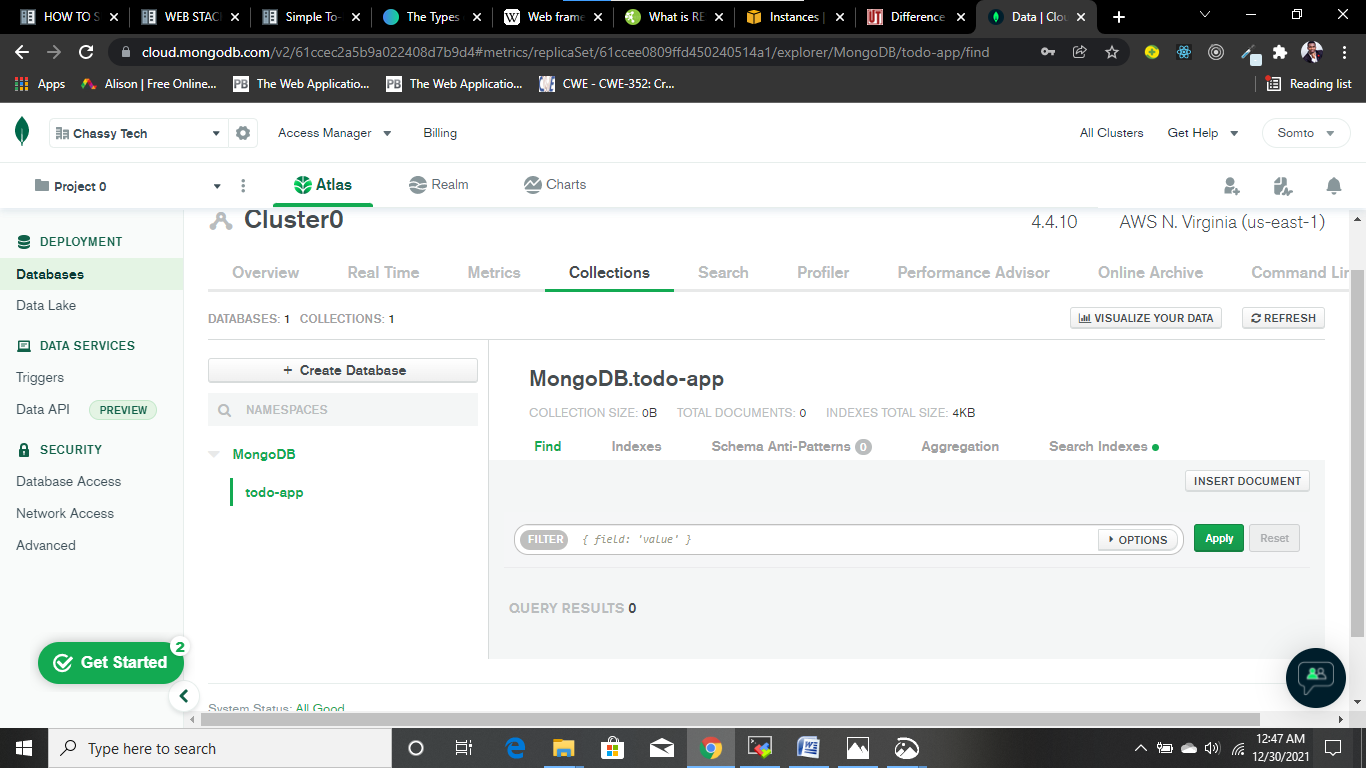 HOW TO S
WEB STAC
Simple To-
The Types
Web frame
What is RE
Instances |
Difference
Data | Clou
cloud.mongodb.com/v2/61ccec2a5b9a022408d7b9d4#metrics/replicaSet/61ccee0809ffd450240514a1/explorer/MongoDB/todo-app/find
Apps
Alison | Free Online...
PB The Web Applicatio...
PB The Web Applicatio...
CWE - CWE-352: Cr...
Reading list
Chassy Tech
Access Manager
Billing
All Clusters
Get Help
Somto
Project 0
Atlas
Realm
Charts
Cluster0
4.4.10
AWS N. Virginia (us-east-1)
DEPLOYMENT
Databases
Data Lake
DATA SERVICES
Triggers
Data API PREVIEW
SECURITY
Database Access
Network Access
Advanced
Get Started 2
Overview
Real Time
Metrics
Collections
Search
Profiler
Performance Advisor
Online Archive
Command Lin
DATABASES: 1 COLLECTIONS: 1
VISUALIZE YOUR DATA
REFRESH
+ Create Database
NAMESPACES
MongoDB
todo-app
MongoDB.todo-app
COLLECTION SIZE: 0B TOTAL DOCUMENTS: 0 INDEXES TOTAL SIZE: 4KB
Find
Indexes
Schema Anti-Patterns 0
Aggregation
Search Indexes
INSERT DOCUMENT
FILTER { field: 'value' }
OPTIONS
Apply
Reset
QUERY RESULTS 0
System Status: All Good
Type here to search
12:47 AM
12/30/2021